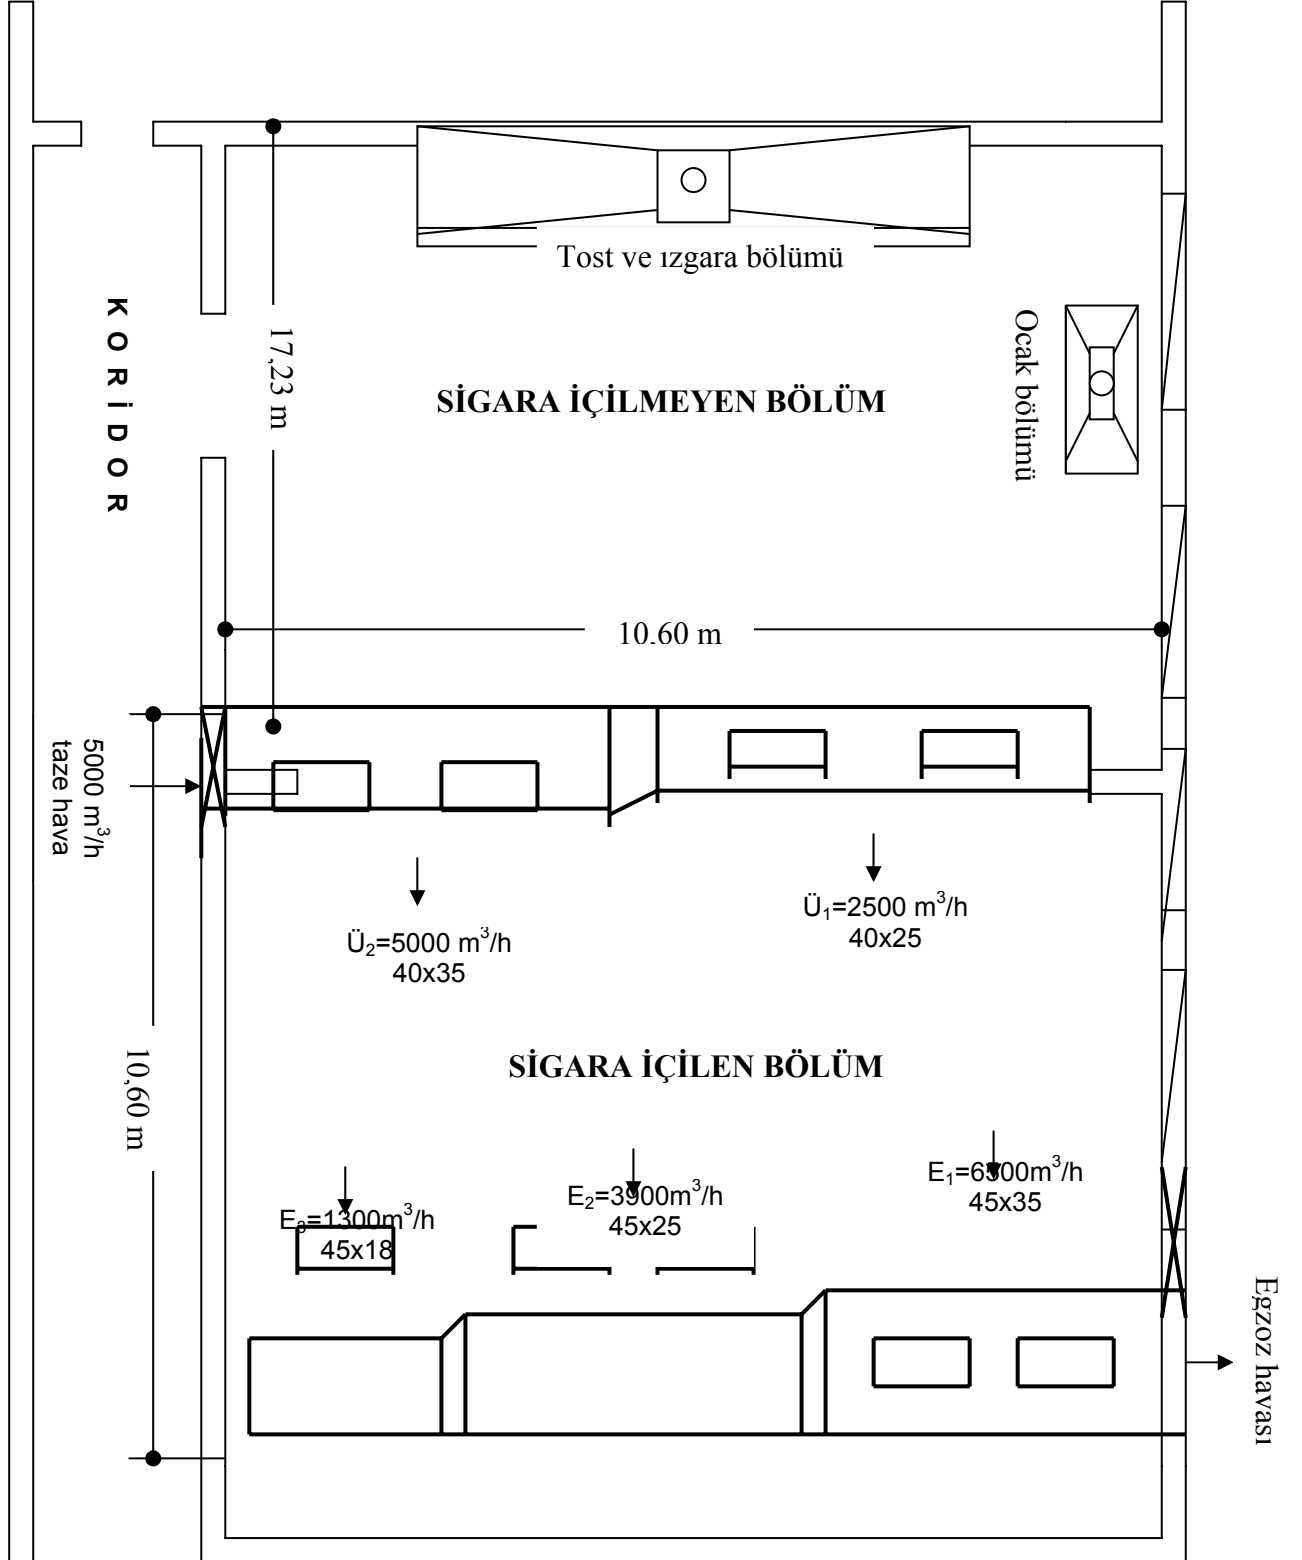 Tost ve ızgara bölümü
Ocak bölümü
KORİDOR
17,23 m
SİGARA İÇİLMEYEN BÖLÜM
10.60 m
5000 m³/h
taze hava
Ü₁=2500 m³/h
40x25
Ü₂=5000 m³/h
40x35
SİGARA İÇİLEN BÖLÜM
10,60 m
E₁=6500m³/h
45x35
E₂=3900m³/h
45x25
E₃=1300m³/h
45x18
Egzoz havası